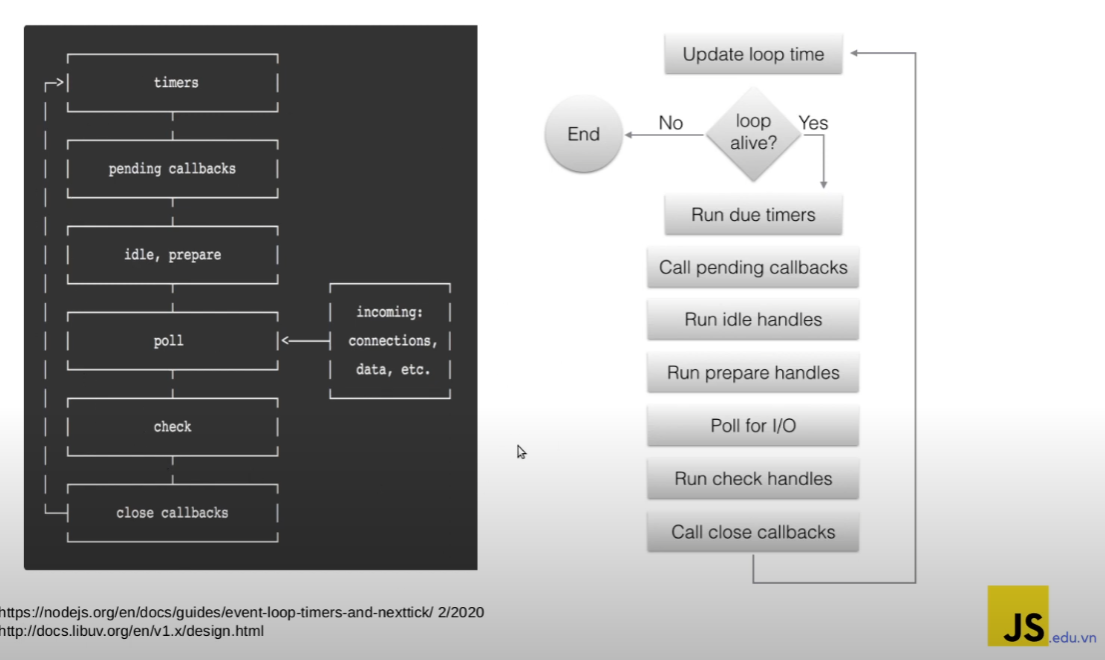 timers
pending callbacks
idle, prepare
poll
incoming:
connections,
data, etc.
check
close callbacks
Update loop time
End
No
loop
alive?
Yes
Run due timers
Call pending callbacks
Run idle handles
Run prepare handles
Poll for I/O
Run check handles
Call close callbacks
https://nodejs.org/en/docs/guides/event-loop-timers-and-nexttick/ 2/2020
http://docs.libuv.org/en/v1.x/design.html
JS.edu.vn